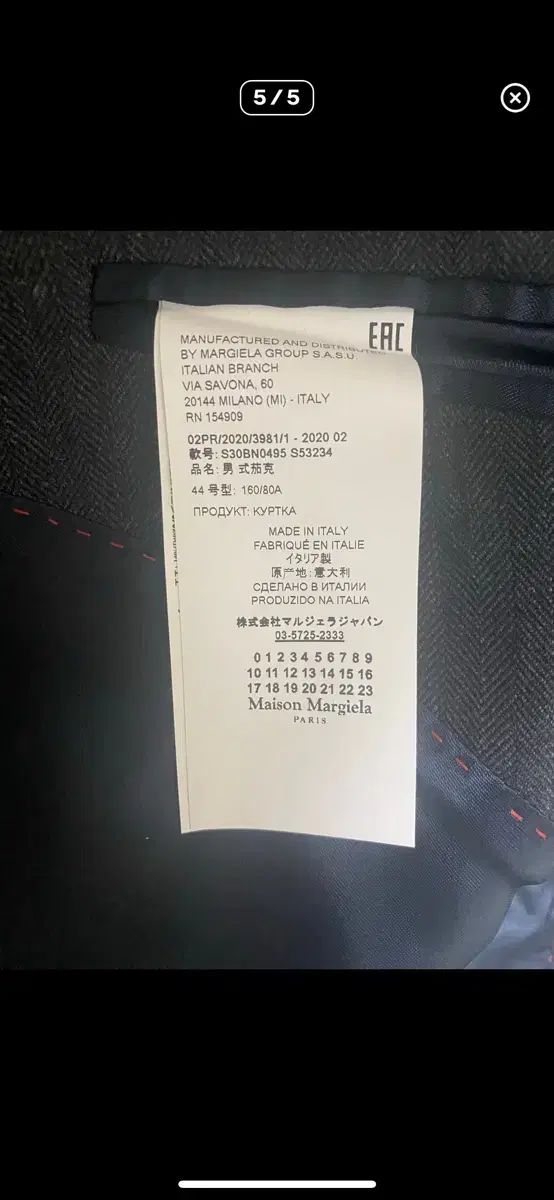 5/5
EAC
MANUFACTURED AND DISTRIBUTED
BY MARGIELA GROUP S.A.S.U.
ITALIAN BRANCH
VIA SAVONA, 60
20144 MILANO (MI) - ITALY
RN 154909
02PR/2020/3981/1 - 2020 02
款号: S30BN0495 S53234
品名: 男 式茄克
44 号型: 160/80A
ПРОДУКТ: КУРТКА
MADE IN ITALY
FABRIQUÉ EN ITALIE
イタリア製
原产地: 意大利
СДЕЛАНО В ИТАЛИИ
PRODUZIDO NA ITALIA
株式会社マルジェラジャパン
03-5725-2333
0 1 2 3 4 5 6 7 8 9
10 11 12 13 14 15 16
17 18 19 20 21 22 23
Maison Margiela
PARIS